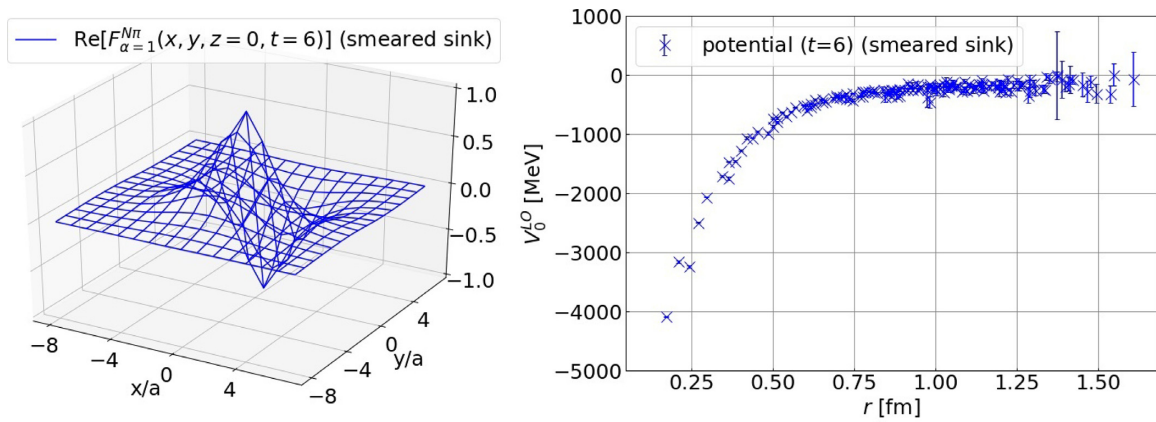 Re[F^{Nπ}_{α=1}(x, y, z = 0, t = 6)] (smeared sink)
1.0
0.5
0.0
−0.5
−1.0
−8
−4
0
4
x/a
−8
−4
0
4
y/a
potential (t=6) (smeared sink)
1000
0
−1000
−2000
−3000
−4000
−5000
V_0^{LO} [MeV]
0.25 0.50 0.75 1.00 1.25 1.50
r [fm]